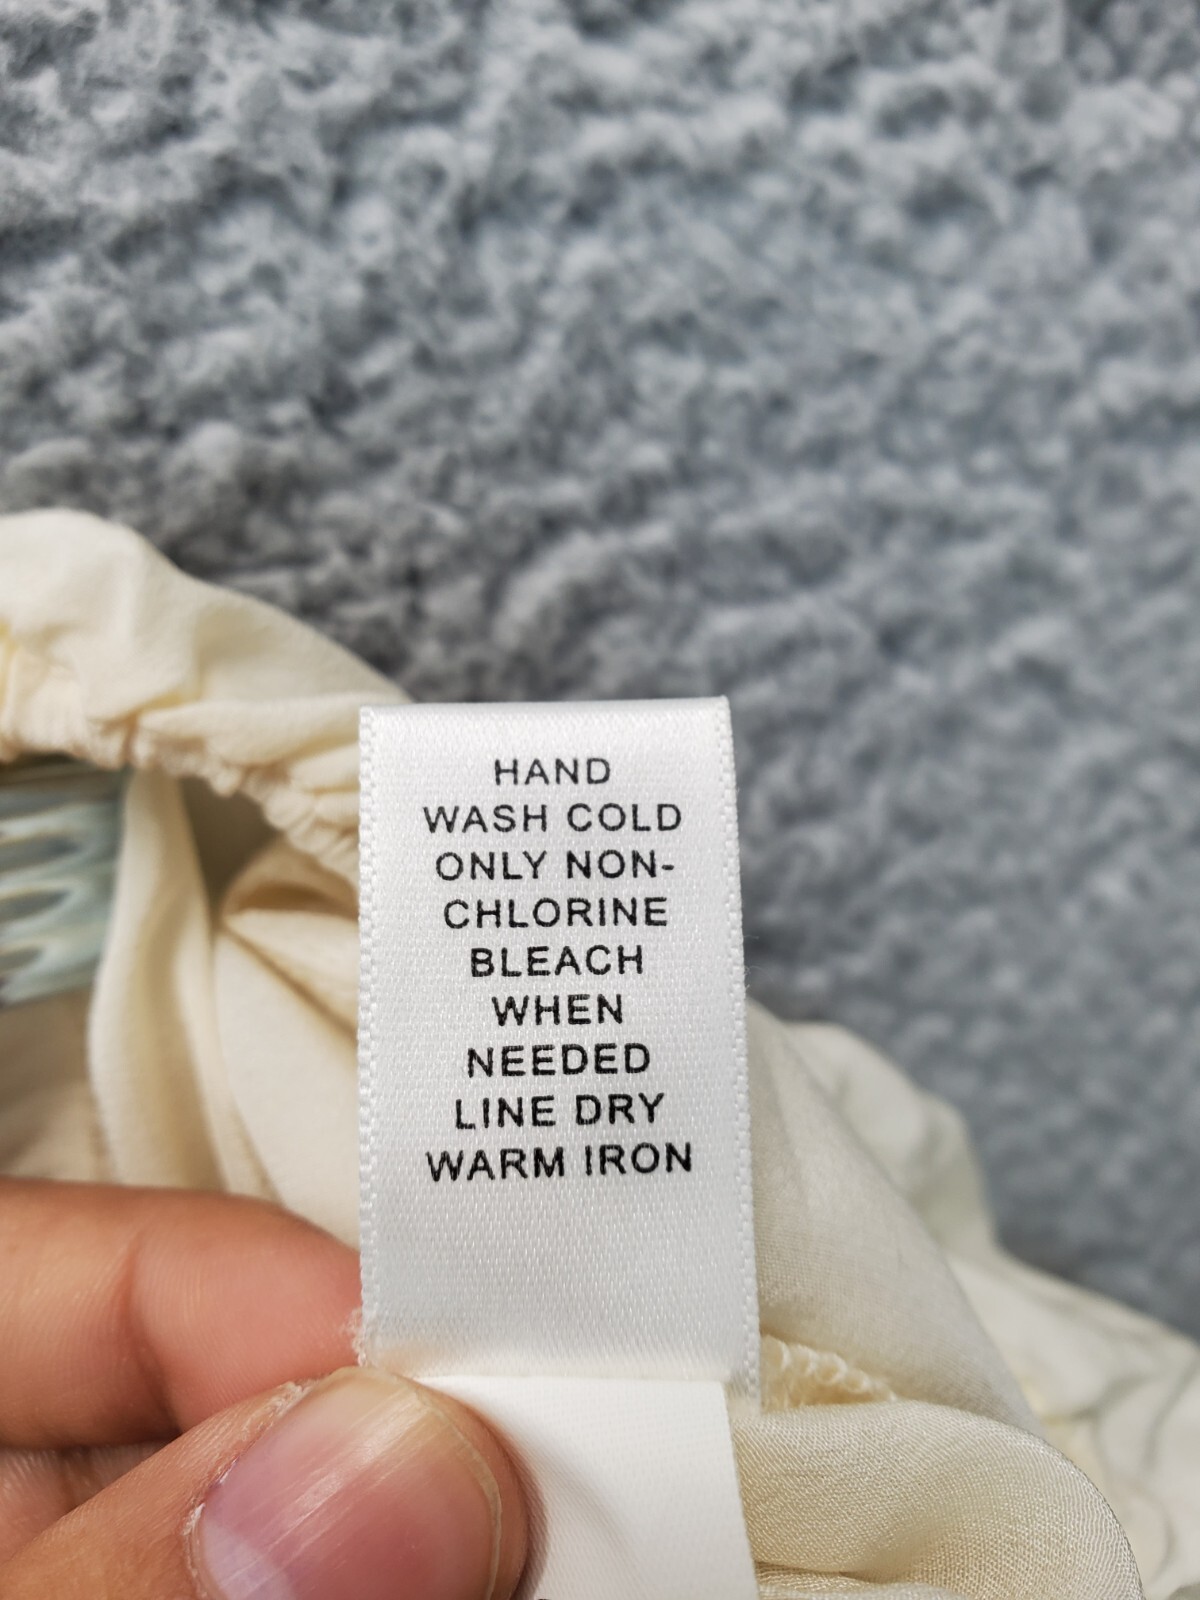 HAND
WASH COLD
ONLY NON-
CHLORINE
BLEACH
WHEN
NEEDED
LINE DRY
WARM IRON